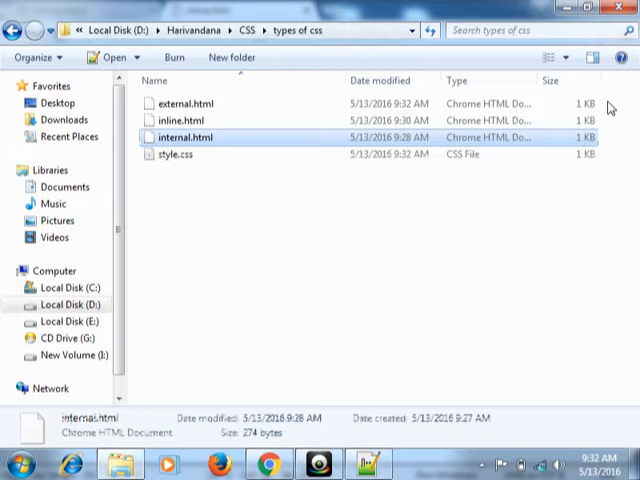 « Local Disk (D:) ▸ Harivandana ▸ CSS ▸ types of css
Search types of css
Organize Open Burn New folder
Name Date modified Type Size
external.html 5/13/2016 9:32 AM Chrome HTML Do... 1 KB
inline.html 5/13/2016 9:30 AM Chrome HTML Do... 1 KB
internal.html 5/13/2016 9:28 AM Chrome HTML Do... 1 KB
style.css 5/13/2016 9:32 AM CSS File 1 KB
Favorites
Desktop
Downloads
Recent Places
Libraries
Documents
Music
Pictures
Videos
Computer
Local Disk (C:)
Local Disk (D:)
Local Disk (E:)
CD Drive (G:)
New Volume (I:)
Network
internal.html Date modified: 5/13/2016 9:28 AM Date created: 5/13/2016 9:27 AM
Chrome HTML Document Size: 274 bytes
9:32 AM
5/13/2016